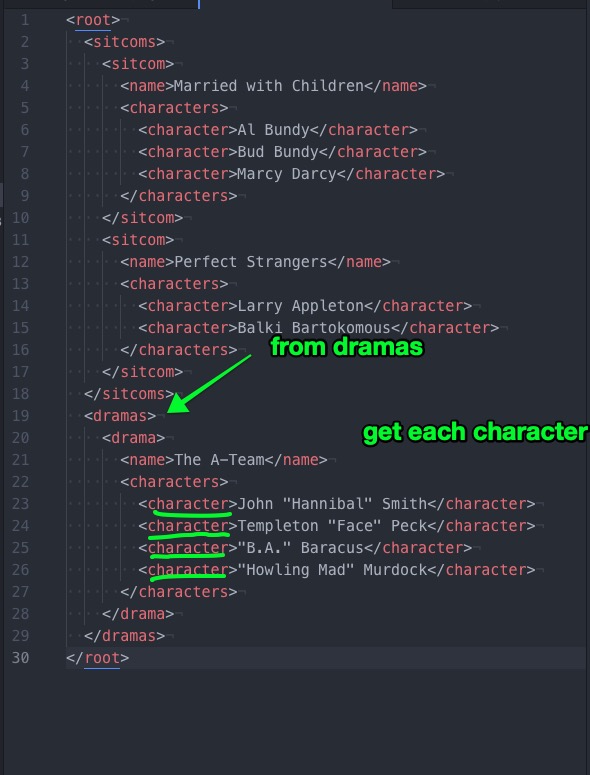 1 <root>
2 <sitcoms>
3 <sitcom>
4 <name>Married with Children</name>
5 <characters>
6 <character>Al Bundy</character>
7 <character>Bud Bundy</character>
8 <character>Marcy Darcy</character>
9 </characters>
10 </sitcom>
11 <sitcom>
12 <name>Perfect Strangers</name>
13 <characters>
14 <character>Larry Appleton</character>
15 <character>Balki Bartokomous</character>
16 </characters>
from dramas
17 </sitcom>
18 </sitcoms>
19 <dramas>
get each character
20 <drama>
21 <name>The A-Team</name>
22 <characters>
23 <character>John "Hannibal" Smith</character>
24 <character>Templeton "Face" Peck</character>
25 <character>"B.A." Baracus</character>
26 <character>"Howling Mad" Murdock</character>
27 </characters>
28 </drama>
29 </dramas>
30 </root>